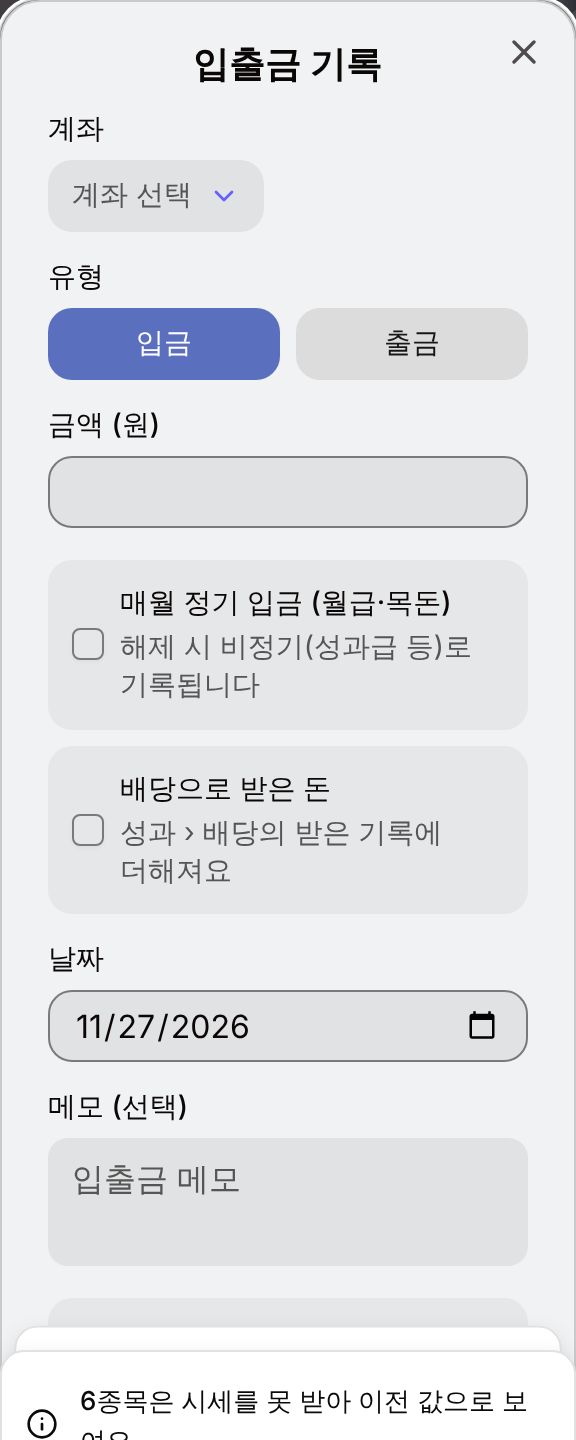 입출금 기록
계좌
계좌 선택
유형
입금
출금
금액 (원)
매월 정기 입금 (월급·목돈)
해제 시 비정기(성과급 등)로
기록됩니다
배당으로 받은 돈
성과 › 배당의 받은 기록에
더해져요
날짜
11/27/2026
메모 (선택)
입출금 메모
6종목은 시세를 못 받아 이전 값으로 보
여요